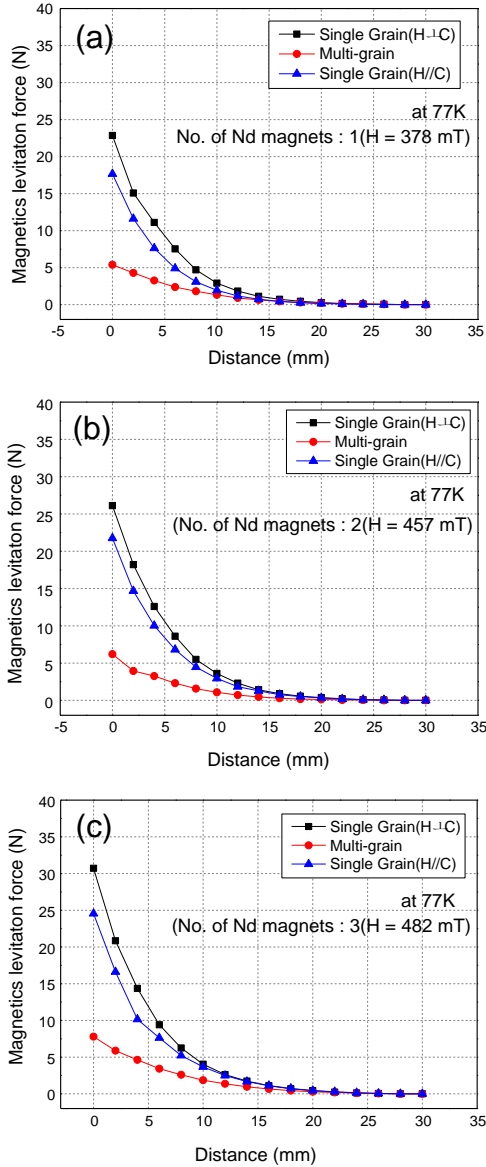 (a)
Single Grain(H⊥C)
Multi-grain
Single Grain(H//C)
at 77K
No. of Nd magnets : 1(H = 378 mT)
Magnetics levitaton force (N)
40
35
30
25
20
15
10
5
0
-5 0 5 10 15 20 25 30 35
Distance (mm)
(b)
Single Grain(H⊥C)
Multi-grain
Single Grain(H//C)
at 77K
(No. of Nd magnets : 2(H = 457 mT)
Magnetics levitaton force (N)
40
35
30
25
20
15
10
5
0
-5 0 5 10 15 20 25 30 35
Distance (mm)
(c)
Single Grain(H⊥C)
Multi-grain
Single Grain(H//C)
at 77K
(No. of Nd magnets : 3(H = 482 mT)
Magnetics levitaton force (N)
40
35
30
25
20
15
10
5
0
0 5 10 15 20 25 30 35
Distance (mm)